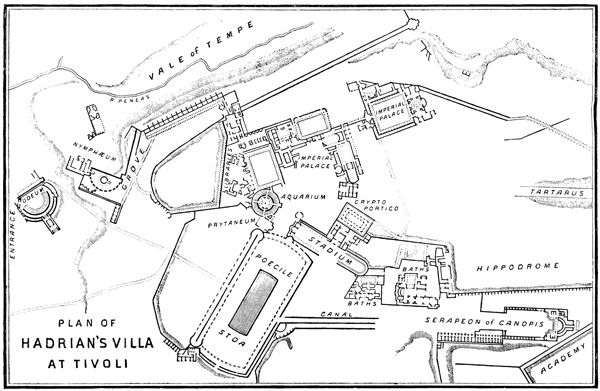 VALE of TEMPE
R. PENEAS
NYMPHÆUM
GROVE
LIBRARIES
IMPERIAL
PALACE
IMPERIAL
PALACE
ODEUM
ENTRANCE
AQUARIUM
PRYTANEUM
CRYPTO
PORTICO
TARTARUS
STADIUM
POECILE
STOA
BATHS
BATHS
HIPPODROME
CANAL
SERAPEON of CANOPIS
ACADEMY
PLAN OF
HADRIAN'S VILLA
AT TIVOLI